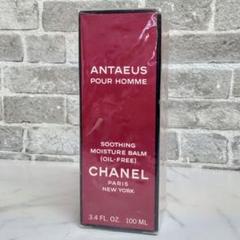 ANTAEUS
POUR HOMME
SOOTHING
MOISTURE BALM
(OIL-FREE)
CHANEL
PARIS
NEW YORK
3.4 FL. OZ. 100 ML